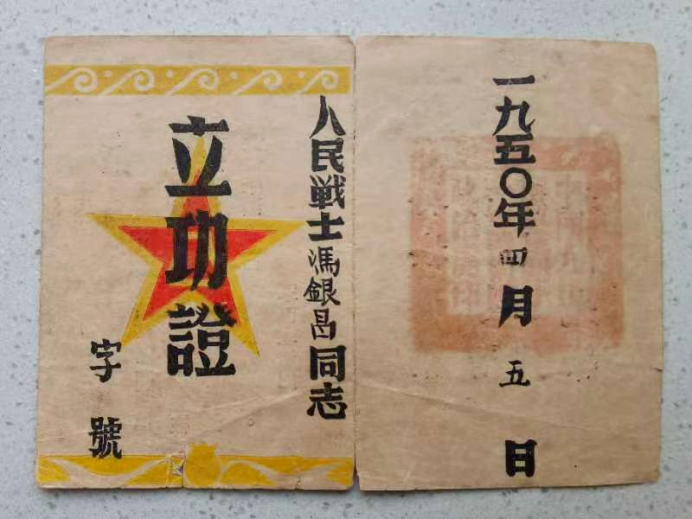 人民戦士馮銀昌同志
立功證
字號
一九五〇年四月五日